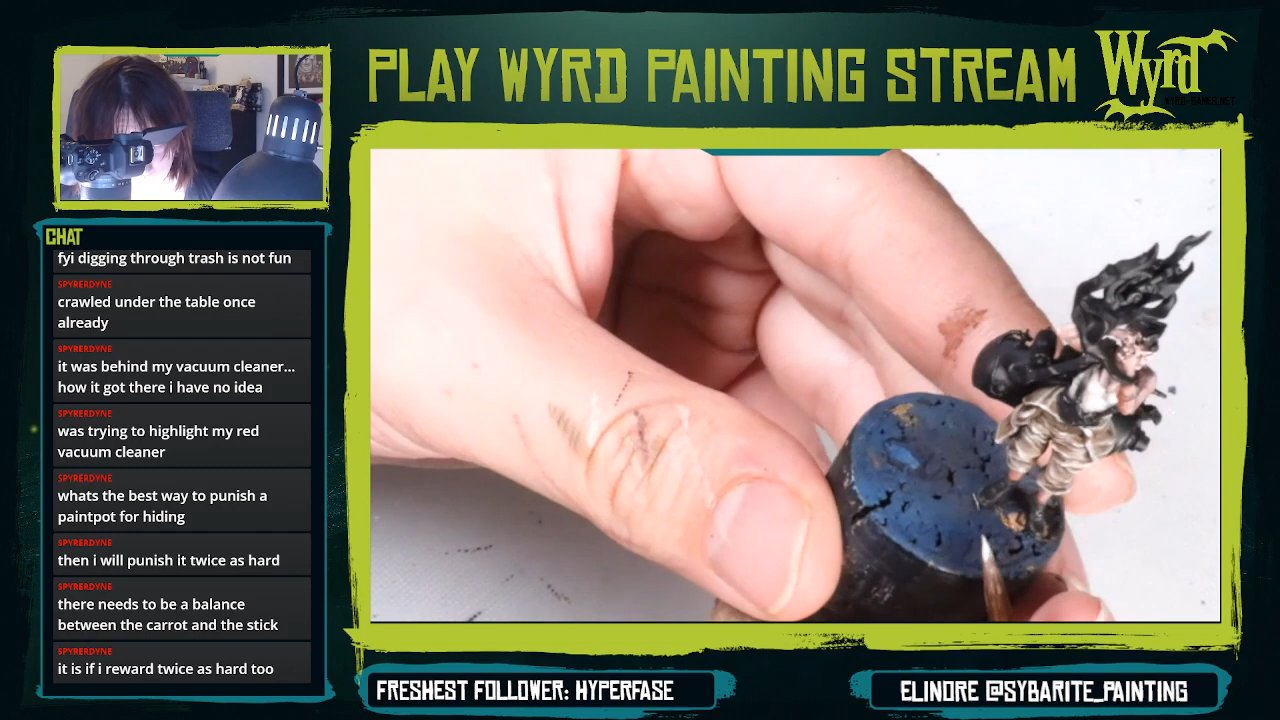 PLAY WYRD PAINTING STREAM
Wyrd
WYRD-GAMES.NET
CHAT
fyi digging through trash is not fun
SPYRERDYNE
crawled under the table once
already
SPYRERDYNE
it was behind my vacuum cleaner...
how it got there i have no idea
SPYRERDYNE
was trying to highlight my red
vacuum cleaner
SPYRERDYNE
whats the best way to punish a
paintpot for hiding
SPYRERDYNE
then i will punish it twice as hard
SPYRERDYNE
there needs to be a balance
between the carrot and the stick
SPYRERDYNE
it is if i reward twice as hard too
FRESHEST FOLLOWER: HYPERFASE
ELINORE @SYBARITE_PAINTING